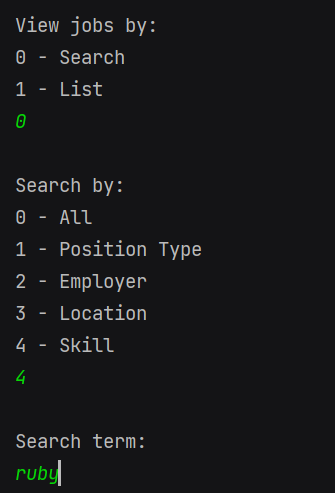 View jobs by:
0 - Search
1 - List
0
Search by:
0 - All
1 - Position Type
2 - Employer
3 - Location
4 - Skill
4
Search term:
ruby